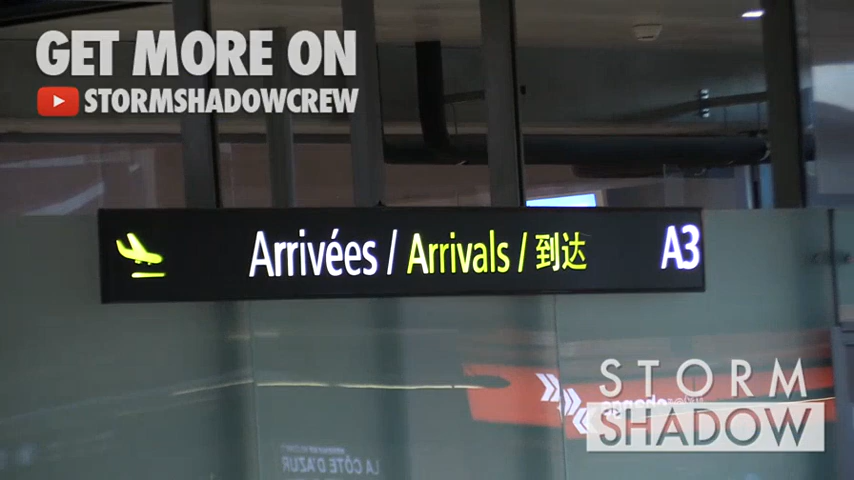 GET MORE ON
STORMSHADOWCREW
Arrivées / Arrivals / 到达 A3
STORM
SHADOW
LA CÔTE D'AZUR